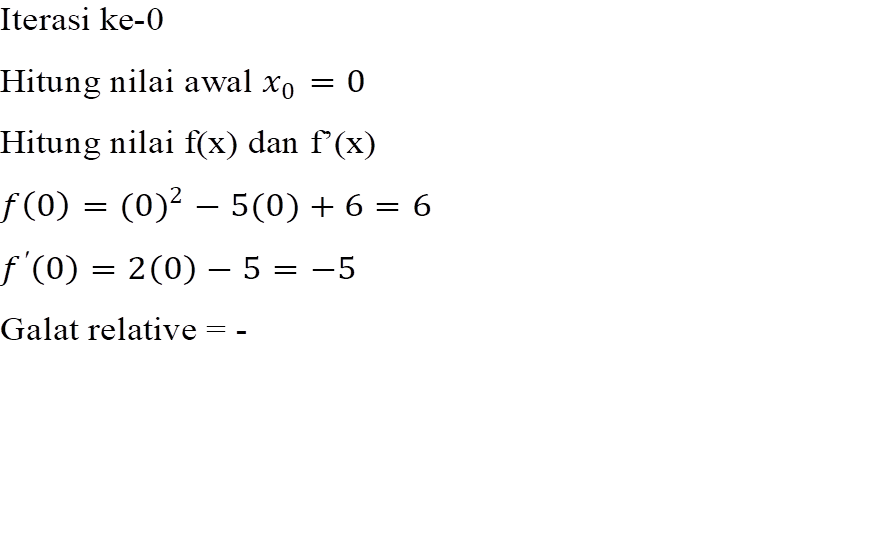 Iterasi ke-0
Hitung nilai awal x₀ = 0
Hitung nilai f(x) dan f’(x)
f(0) = (0)² − 5(0) + 6 = 6
f′(0) = 2(0) − 5 = −5
Galat relative = -